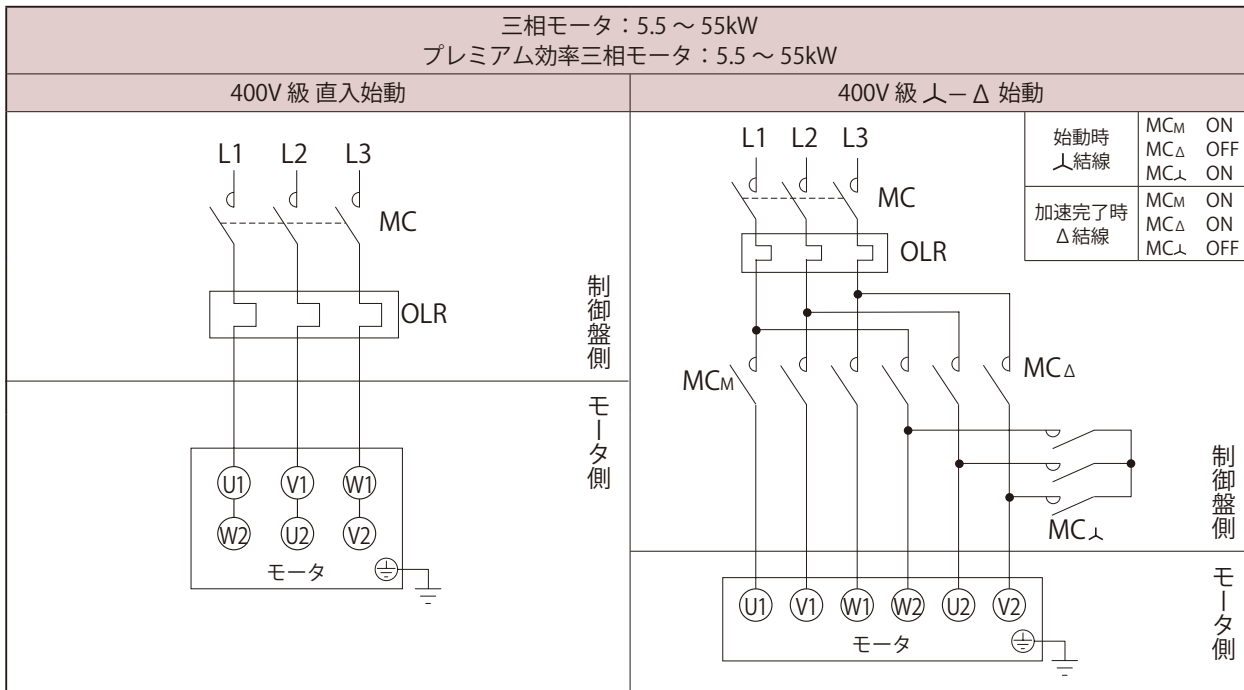 三相モータ：5.5 ～ 55kW
プレミアム効率三相モータ：5.5 ～ 55kW
400V 級 直入始動
L1 L2 L3
MC
OLR
制御盤側
モータ側
U1 V1 W1
W2 U2 V2
モータ
400V 級 人－Δ 始動
始動時
人結線
MCM ON
MCΔ OFF
MC人 ON
加速完了時
Δ結線
MCM ON
MCΔ ON
MC人 OFF
L1 L2 L3
MC
OLR
MCM
MCΔ
MC人
制御盤側
モータ側
U1 V1 W1 W2 U2 V2
モータ